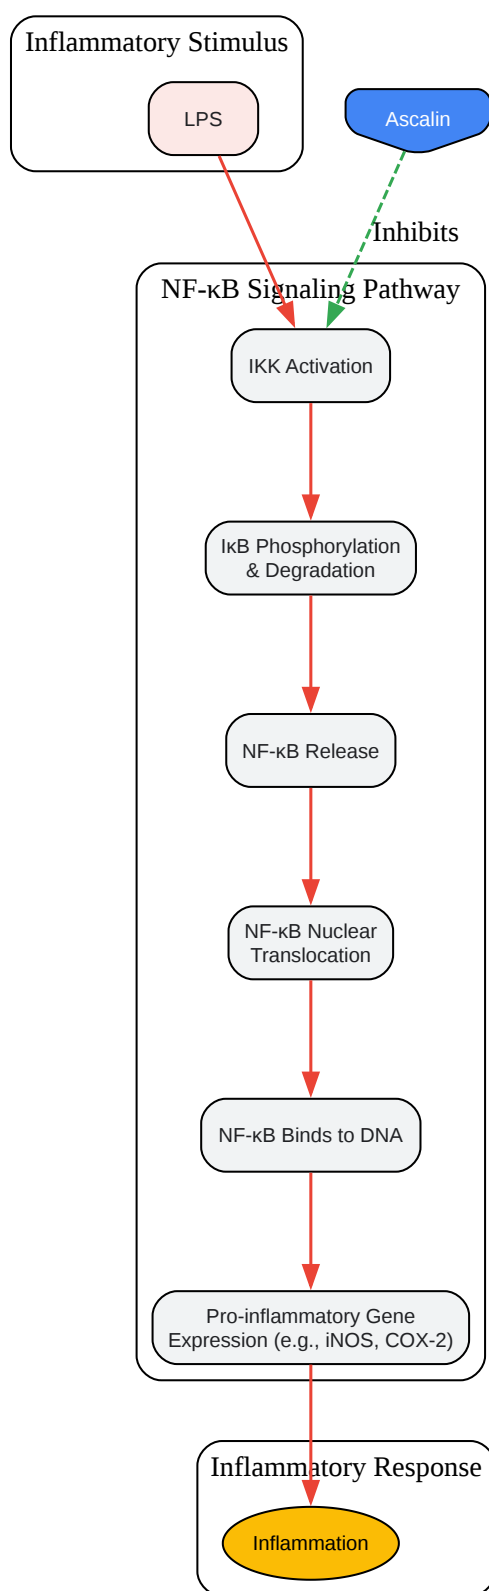 Inflammatory Stimulus
LPS
Ascalin
Inhibits
NF-κB Signaling Pathway
IKK Activation
IκB Phosphorylation
& Degradation
NF-κB Release
NF-κB Nuclear
Translocation
NF-κB Binds to DNA
Pro-inflammatory Gene
Expression (e.g., iNOS, COX-2)
Inflammatory Response
Inflammation